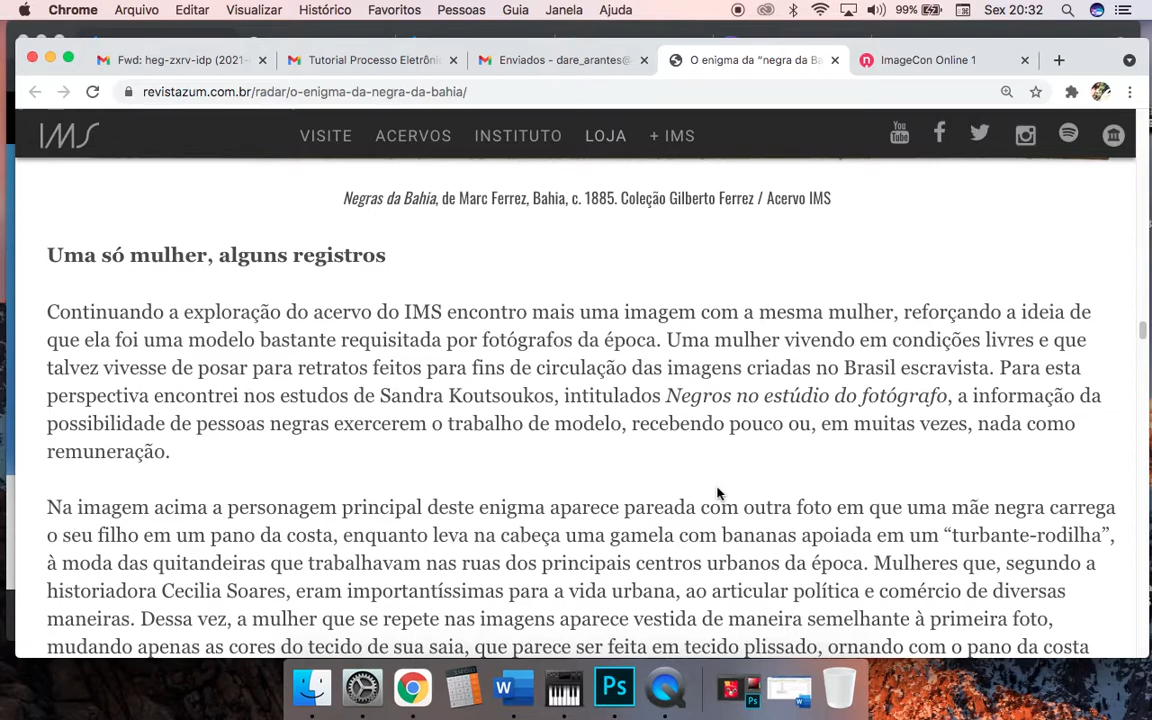 Chrome Arquivo Editar Visualizar Histórico Favoritos Pessoas Guia Janela Ajuda 99% Sex 20:32
Fwd: heg-zxrv-idp (2021- Tutorial Processo Eletrôni Enviados - dare_arantes@ O enigma da “negra da Ba ImageCon Online 1
revistazum.com.br/radar/o-enigma-da-negra-da-bahia/
IMS VISITE ACERVOS INSTITUTO LOJA + IMS You Tube
Negras da Bahia, de Marc Ferrez, Bahia, c. 1885. Coleção Gilberto Ferrez / Acervo IMS
Uma só mulher, alguns registros
Continuando a exploração do acervo do IMS encontro mais uma imagem com a mesma mulher, reforçando a ideia de
que ela foi uma modelo bastante requisitada por fotógrafos da época. Uma mulher vivendo em condições livres e que
talvez vivesse de posar para retratos feitos para fins de circulação das imagens criadas no Brasil escravista. Para esta
perspectiva encontrei nos estudos de Sandra Koutsoukos, intitulados Negros no estúdio do fotógrafo, a informação da
possibilidade de pessoas negras exercerem o trabalho de modelo, recebendo pouco ou, em muitas vezes, nada como
remuneração.
Na imagem acima a personagem principal deste enigma aparece pareada com outra foto em que uma mãe negra carrega
o seu filho em um pano da costa, enquanto leva na cabeça uma gamela com bananas apoiada em um “turbante-rodilha”,
à moda das quitandeiras que trabalhavam nas ruas dos principais centros urbanos da época. Mulheres que, segundo a
historiadora Cecilia Soares, eram importantíssimas para a vida urbana, ao articular política e comércio de diversas
maneiras. Dessa vez, a mulher que se repete nas imagens aparece vestida de maneira semelhante à primeira foto,
mudando apenas as cores do tecido de sua saia, que parece ser feita em tecido plissado, ornando com o pano da costa
W Ps Ps W